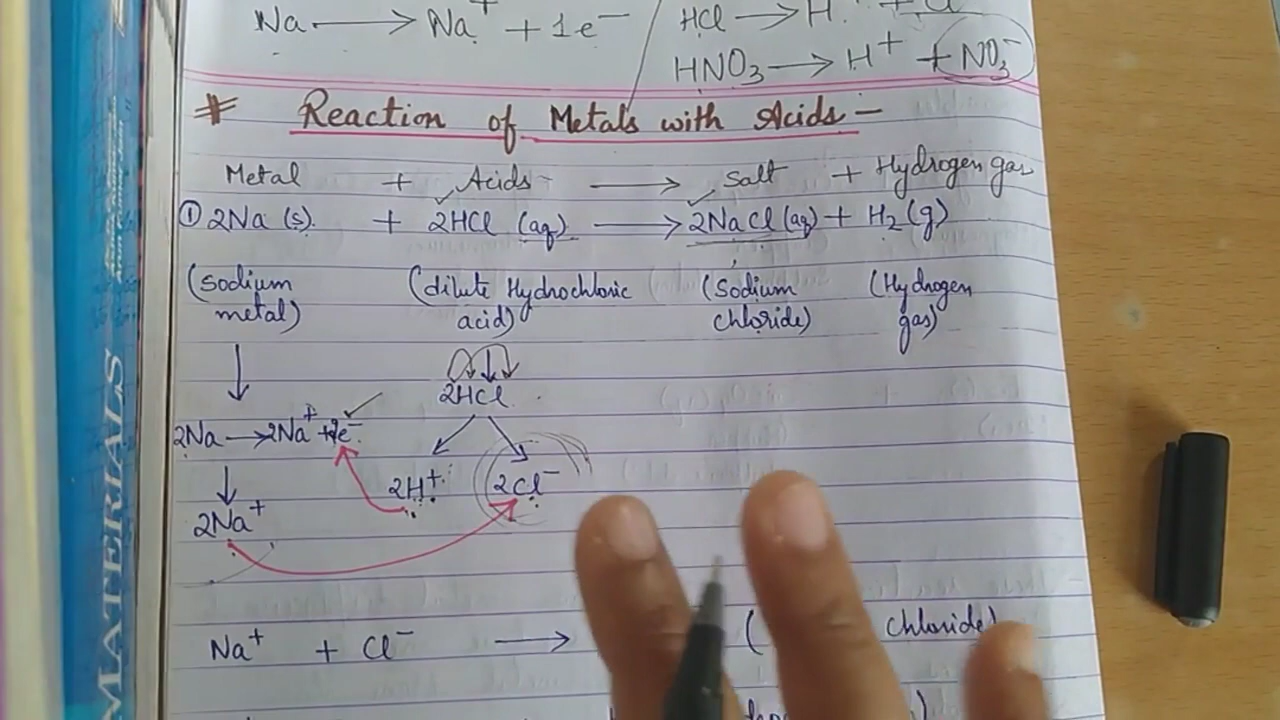 Na ⟶ Na⁺ + 1e⁻
HCl ⟶ H
HNO₃ ⟶ H⁺ + NO₃⁻
* Reaction of Metals with Acids:-
Metal + Acids ⟶ Salt + Hydrogen gas
① 2Na (s) + 2HCl (aq) ⟶ 2NaCl (aq) + H₂ (g)
(sodium metal) (dilute Hydrochloric acid) (Sodium chloride) (Hydrogen gas)
2HCl
2Na ⟶ 2Na⁺ + 2e⁻
2H⁺ 2Cl⁻
2Na⁺
Na⁺ + Cl⁻ ⟶ ( chloride)
MATERIALS